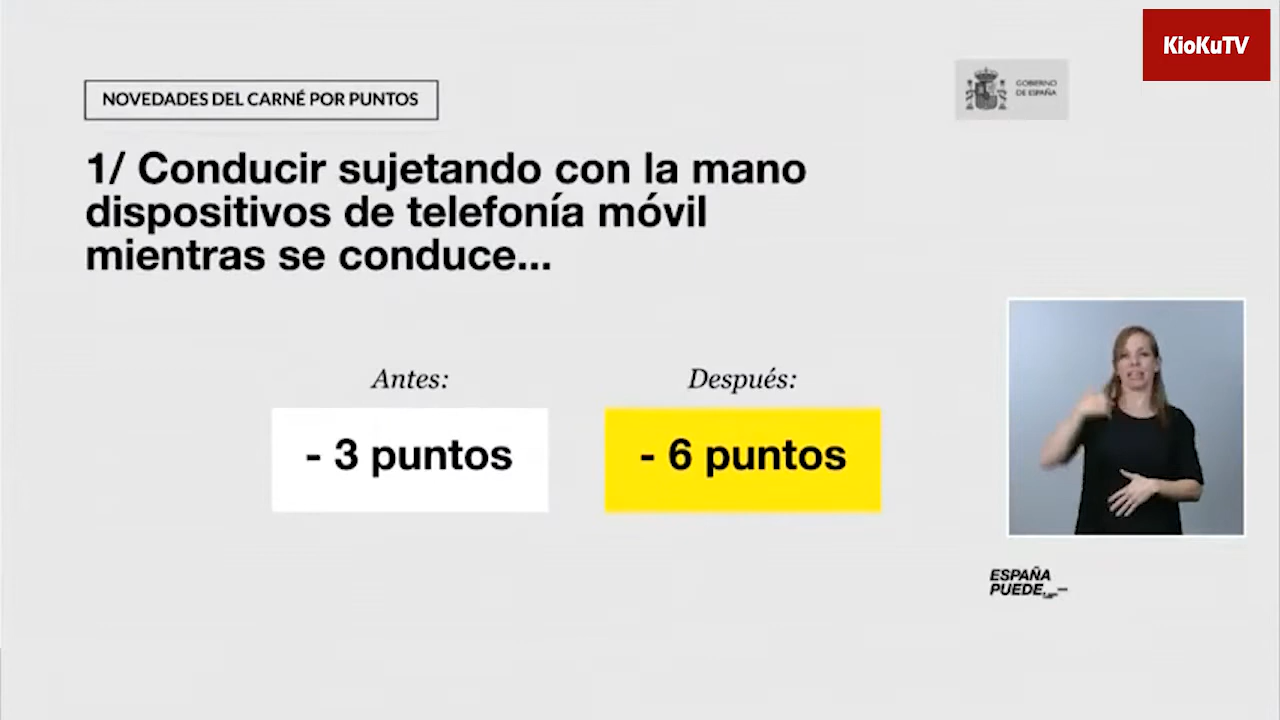 KioKuTV
NOVEDADES DEL CARNÉ POR PUNTOS
GOBIERNO
DE ESPAÑA
1/ Conducir sujetando con la mano
dispositivos de telefonía móvil
mientras se conduce...
Antes:
Después:
- 3 puntos
- 6 puntos
ESPAÑA
PUEDE